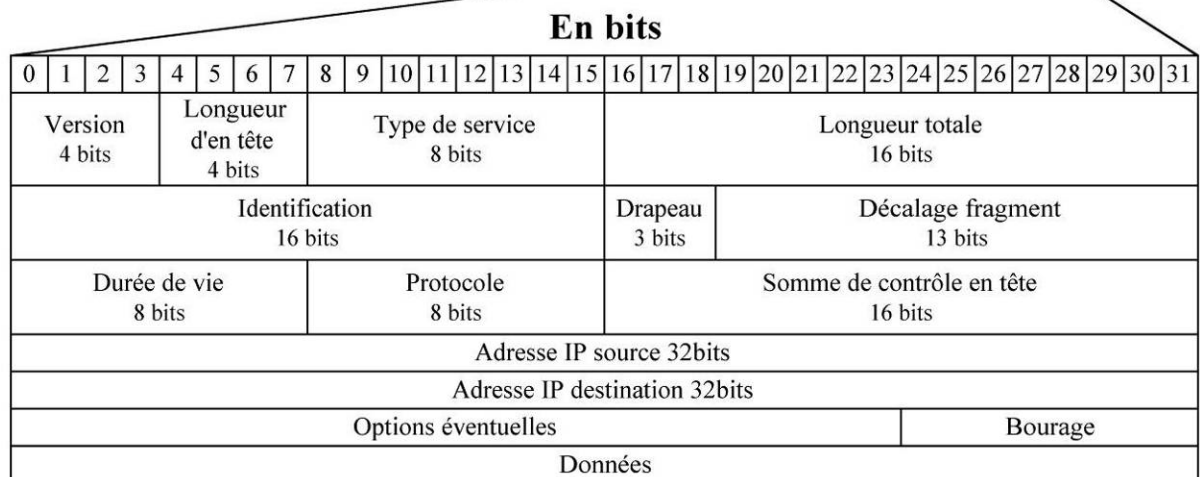 En bits
0 1 2 3 4 5 6 7 8 9 10 11 12 13 14 15 16 17 18 19 20 21 22 23 24 25 26 27 28 29 30 31
Version
4 bits
Longueur
d'en tête
4 bits
Type de service
8 bits
Longueur totale
16 bits
Identification
16 bits
Drapeau
3 bits
Décalage fragment
13 bits
Durée de vie
8 bits
Protocole
8 bits
Somme de contrôle en tête
16 bits
Adresse IP source 32bits
Adresse IP destination 32bits
Options éventuelles
Bourage
Données